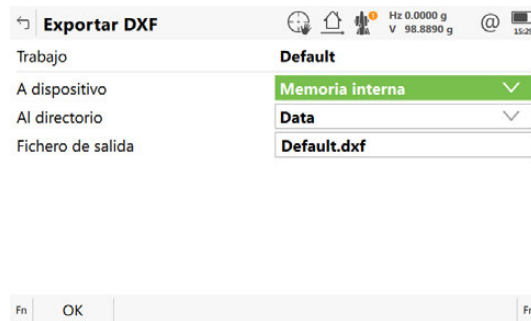 Exportar DXF
Hz 0.0000 g
V 98.8890 g
@
Trabajo Default
A dispositivo Memoria interna
Al directorio Data
Fichero de salida Default.dxf
Fn OK